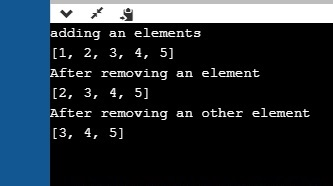 adding an elements
[1, 2, 3, 4, 5]
After removing an element
[2, 3, 4, 5]
After removing an other element
[3, 4, 5]